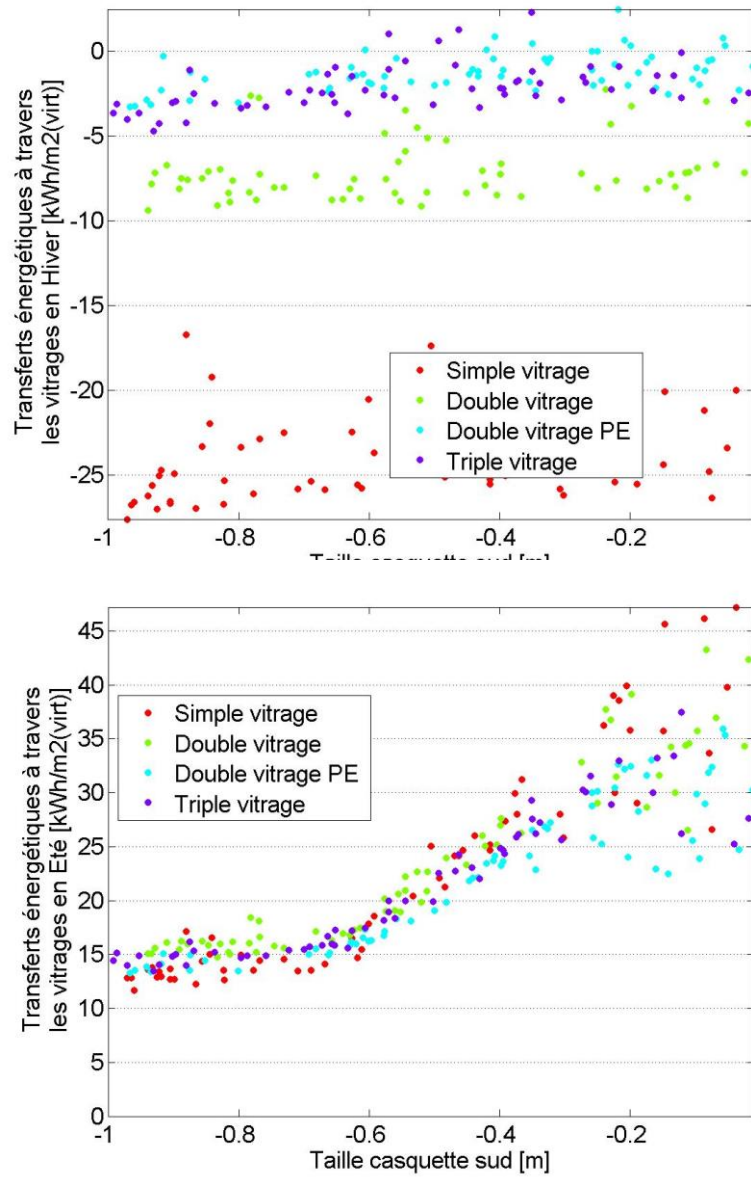 Transferts énergétiques à travers
les vitrages en Hiver [kWh/m2(virt)]
0
-5
-10
-15
-20
-25
Simple vitrage
Double vitrage
Double vitrage PE
Triple vitrage
-1 -0.8 -0.6 -0.4 -0.2
Taille casquette sud [m]
Transferts énergétiques à travers
les vitrages en Eté [kWh/m2(virt)]
45
40
35
30
25
20
15
10
5
0
Simple vitrage
Double vitrage
Double vitrage PE
Triple vitrage
-1 -0.8 -0.6 -0.4 -0.2
Taille casquette sud [m]